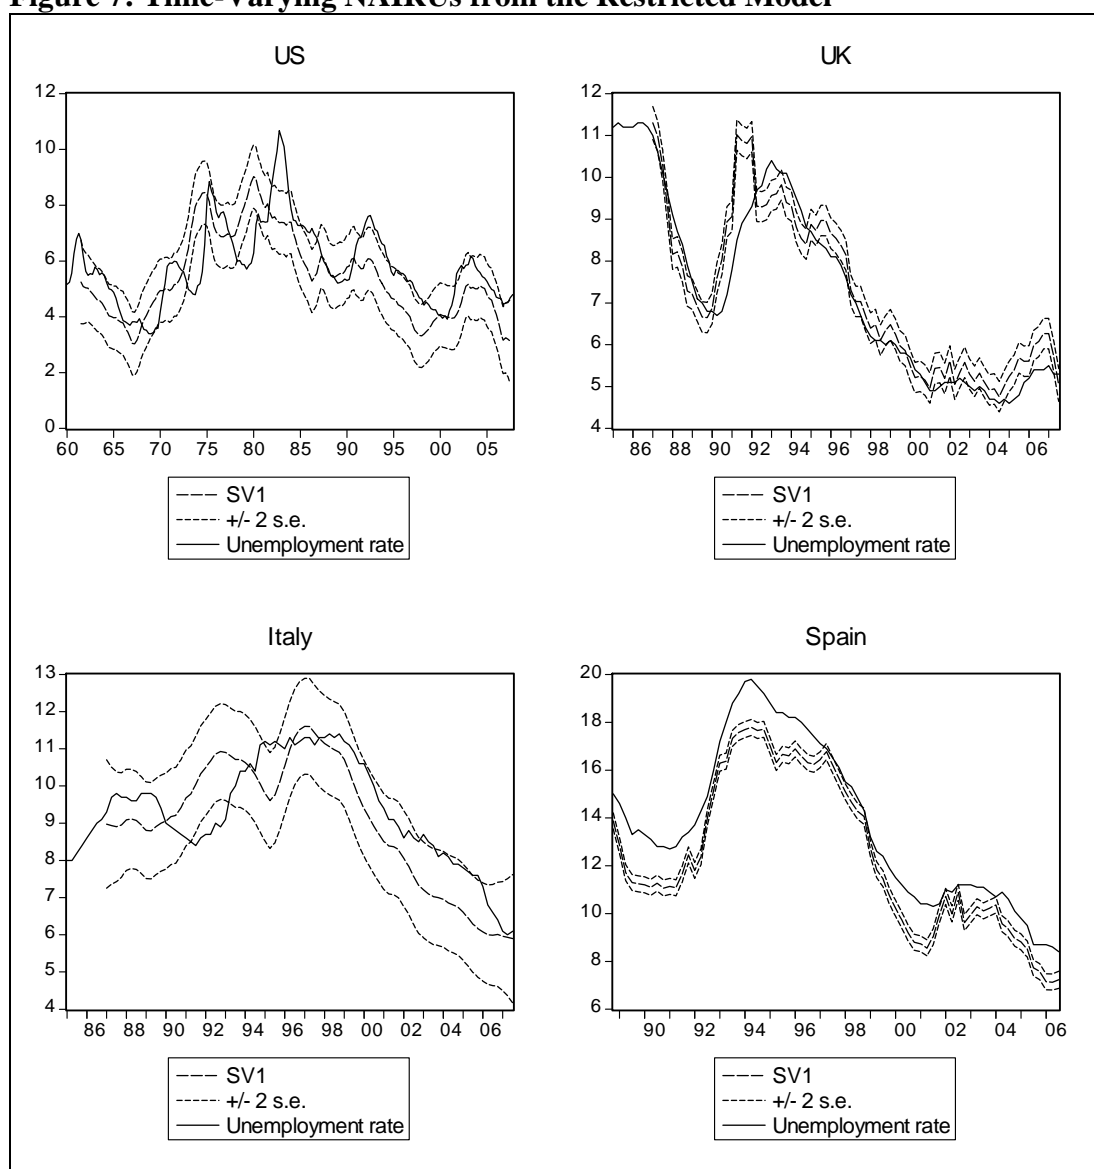 Figure 7: Time-Varying NAIRUs from the Restricted Model
US
12
10
8
6
4
2
0
60 65 70 75 80 85 90 95 00 05
SV1
+/- 2 s.e.
Unemployment rate
UK
12
11
10
9
8
7
6
5
4
86 88 90 92 94 96 98 00 02 04 06
SV1
+/- 2 s.e.
Unemployment rate
Italy
13
12
11
10
9
8
7
6
5
4
86 88 90 92 94 96 98 00 02 04 06
SV1
+/- 2 s.e.
Unemployment rate
Spain
20
18
16
14
12
10
8
6
90 92 94 96 98 00 02 04 06
SV1
+/- 2 s.e.
Unemployment rate